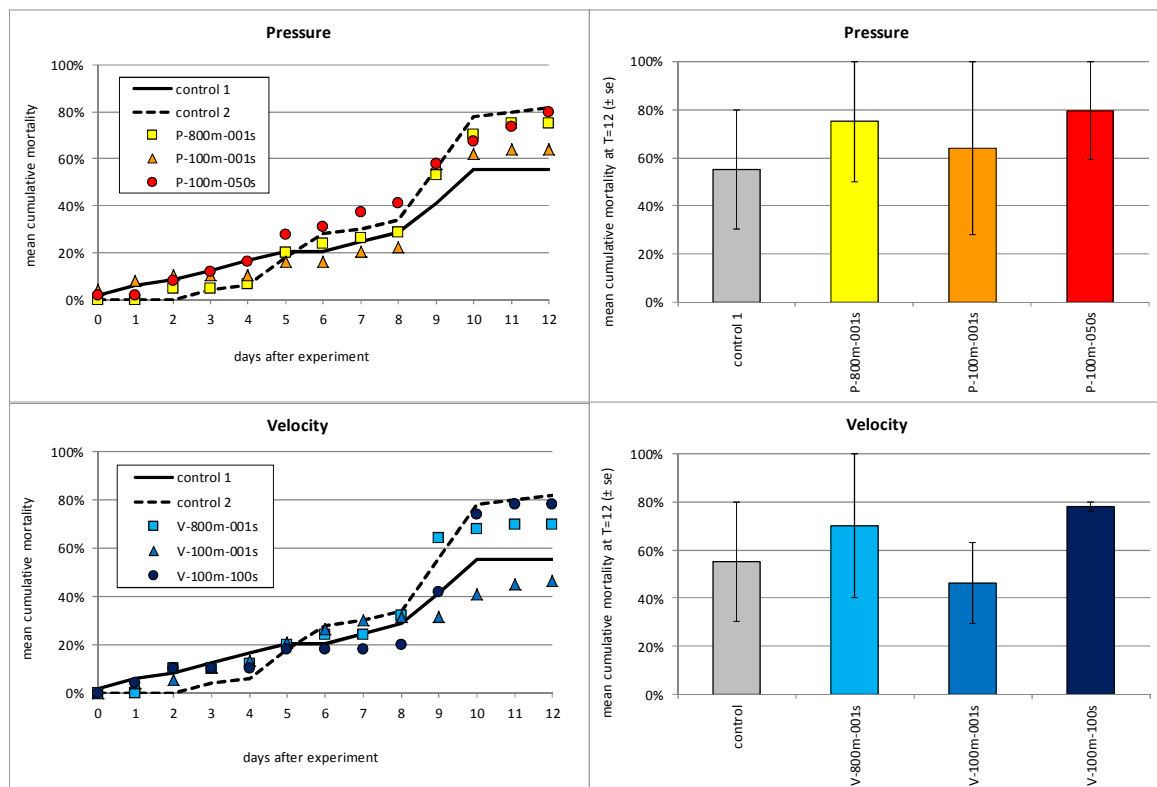 Pressure
mean cumulative mortality
100%
80%
60%
40%
20%
0%
control 1
control 2
P-800m-001s
P-100m-001s
P-100m-050s
0 1 2 3 4 5 6 7 8 9 10 11 12
days after experiment
Pressure
mean cumulative mortality at T=12 (± se)
100%
80%
60%
40%
20%
0%
control 1
P-800m-001s
P-100m-001s
P-100m-050s
Velocity
mean cumulative mortality
100%
80%
60%
40%
20%
0%
control 1
control 2
V-800m-001s
V-100m-001s
V-100m-100s
0 1 2 3 4 5 6 7 8 9 10 11 12
days after experiment
Velocity
mean cumulative mortality at T=12 (± se)
100%
80%
60%
40%
20%
0%
control
V-800m-001s
V-100m-001s
V-100m-100s